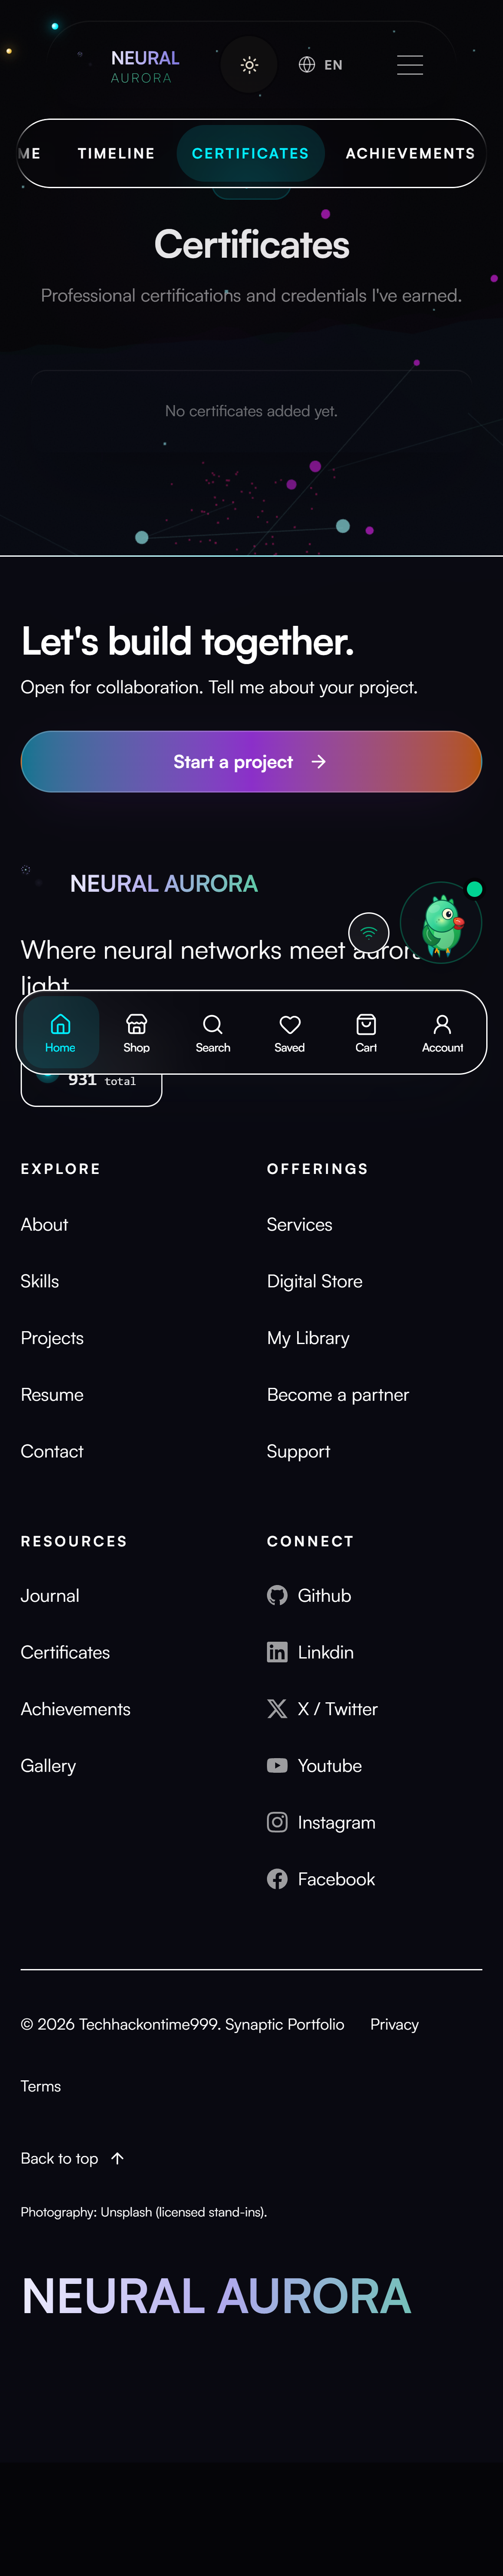 NEURAL
AURORA
EN
ME
TIMELINE
CERTIFICATES
ACHIEVEMENTS
Certificates
Professional certifications and credentials I've earned.
No certificates added yet.
Let's build together.
Open for collaboration. Tell me about your project.
Start a project
NEURAL AURORA
Where neural networks meet aurora
light
Home
Shop
Search
Saved
Cart
Account
931 total
EXPLORE
About
Skills
Projects
Resume
Contact
OFFERINGS
Services
Digital Store
My Library
Become a partner
Support
RESOURCES
Journal
Certificates
Achievements
Gallery
CONNECT
Github
Linkdin
X / Twitter
Youtube
Instagram
Facebook
© 2026 Techhackontime999. Synaptic Portfolio
Privacy
Terms
Back to top
Photography: Unsplash (licensed stand-ins).
NEURAL AURORA